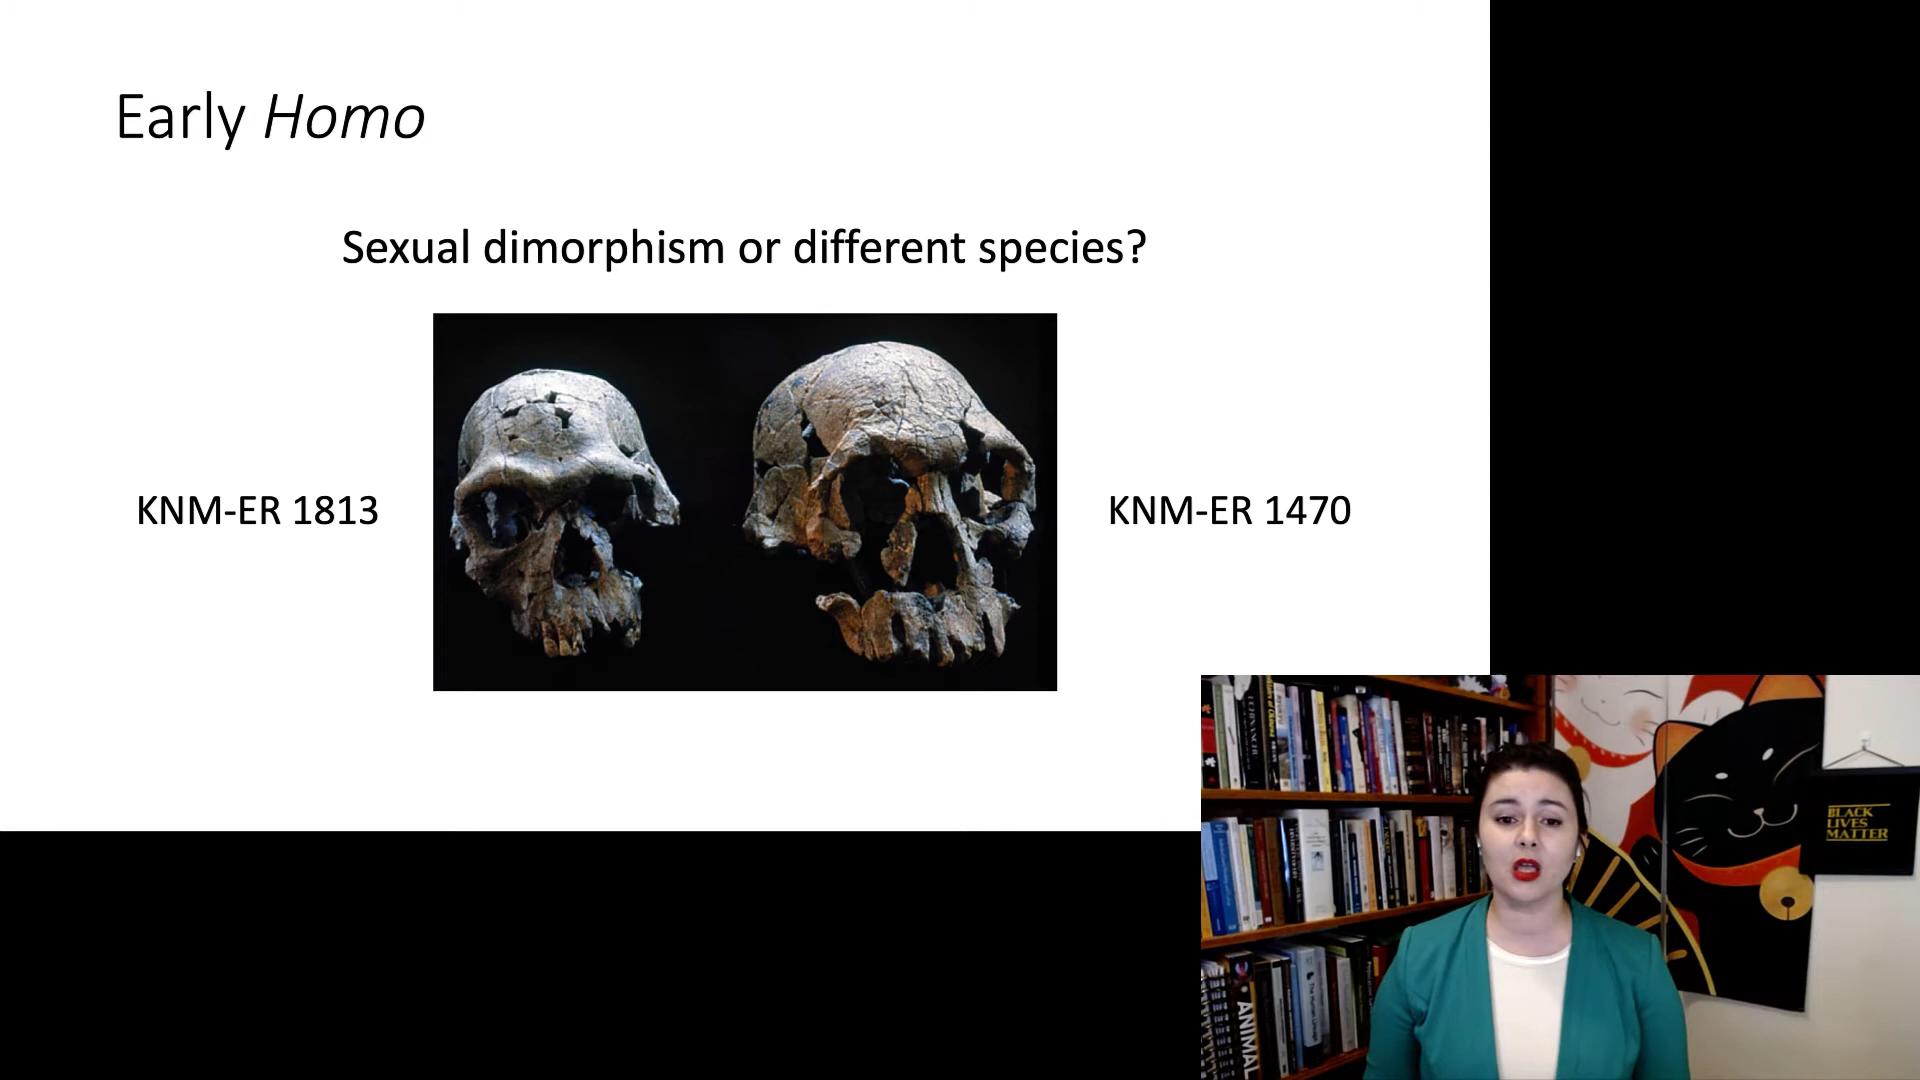 Early Homo
Sexual dimorphism or different species?
KNM-ER 1813
KNM-ER 1470
BLACK
LIVES
MATTER
ANIMAL